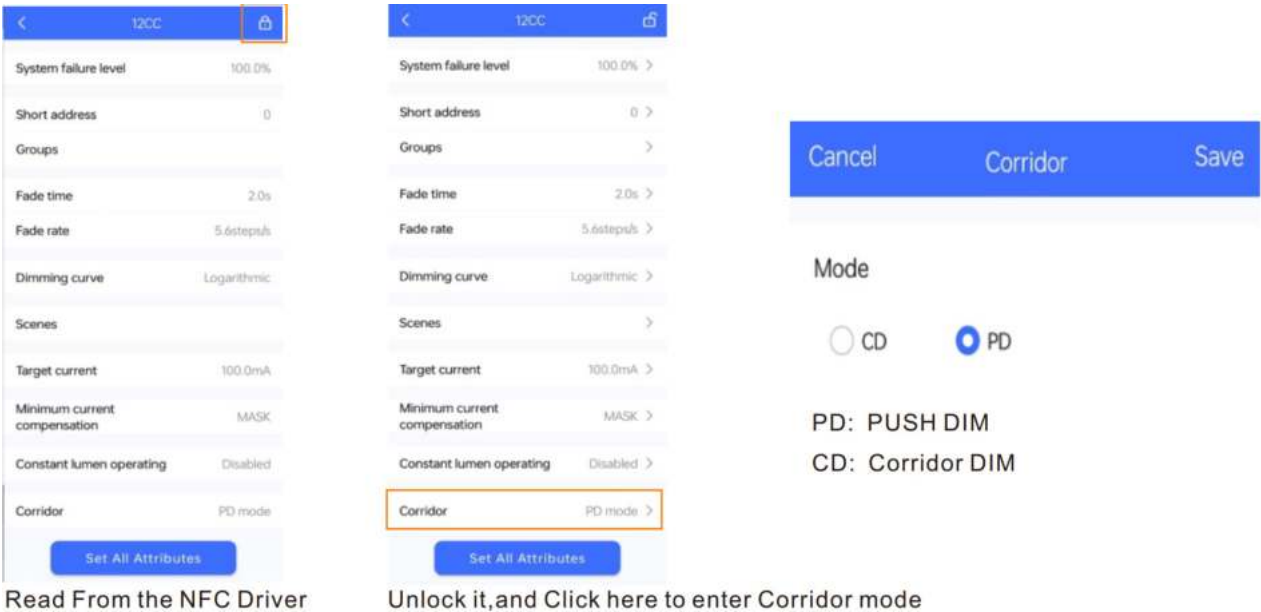 12CC
System failure level 100.0%
Short address 0
Groups
Fade time 2.0s
Fade rate 5.6steps/s
Dimming curve Logarithmic
Scenes
Target current 100.0mA
Minimum current
compensation MASK
Constant lumen operating Disabled
Corridor PD mode
Set All Attributes
Read From the NFC Driver
12CC
System failure level 100.0% >
Short address 0 >
Groups >
Fade time 2.0s >
Fade rate 5.6steps/s >
Dimming curve Logarithmic >
Scenes >
Target current 100.0mA >
Minimum current
compensation MASK >
Constant lumen operating Disabled >
Corridor PD mode >
Set All Attributes
Unlock it,and Click here to enter Corridor mode
Cancel Corridor Save
Mode
CD PD
PD: PUSH DIM
CD: Corridor DIM